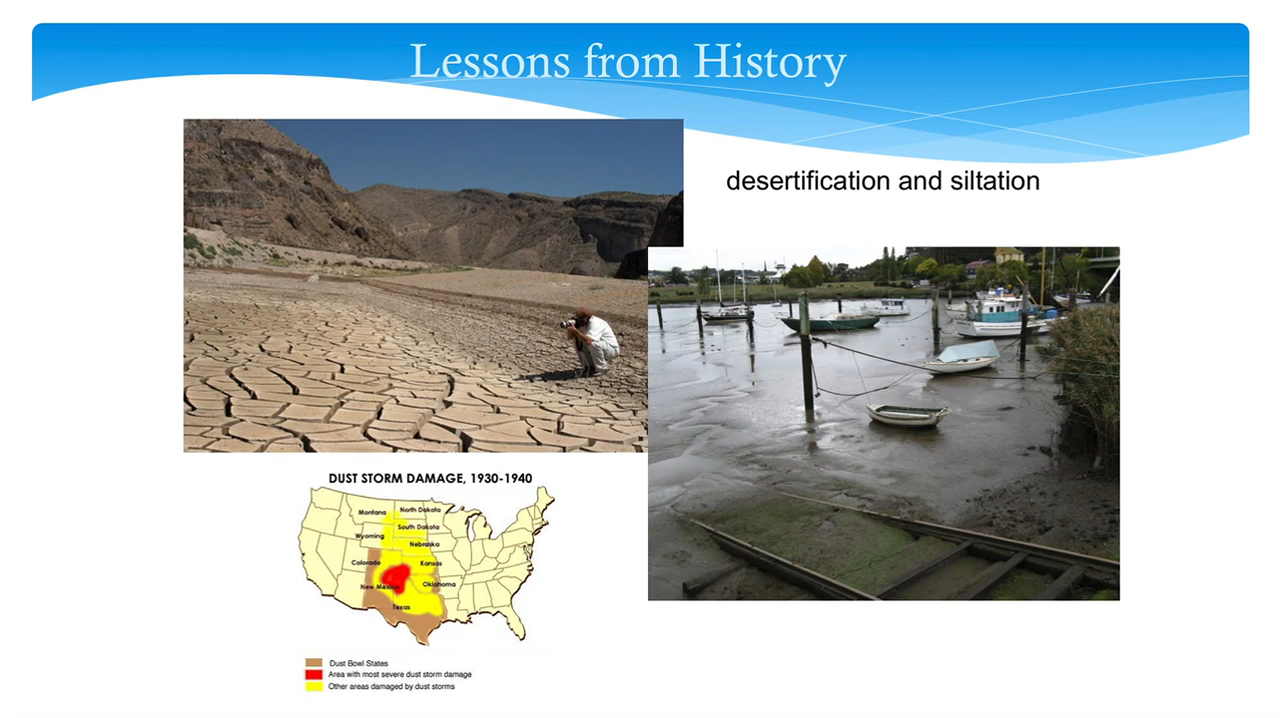 Lessons from History
desertification and siltation
DUST STORM DAMAGE, 1930-1940
Montana
North Dakota
South Dakota
Wyoming
Nebraska
Colorado
Kansas
New Mexico
Oklahoma
Texas
Dust Bowl States
Area with most severe dust storm damage
Other areas damaged by dust storms